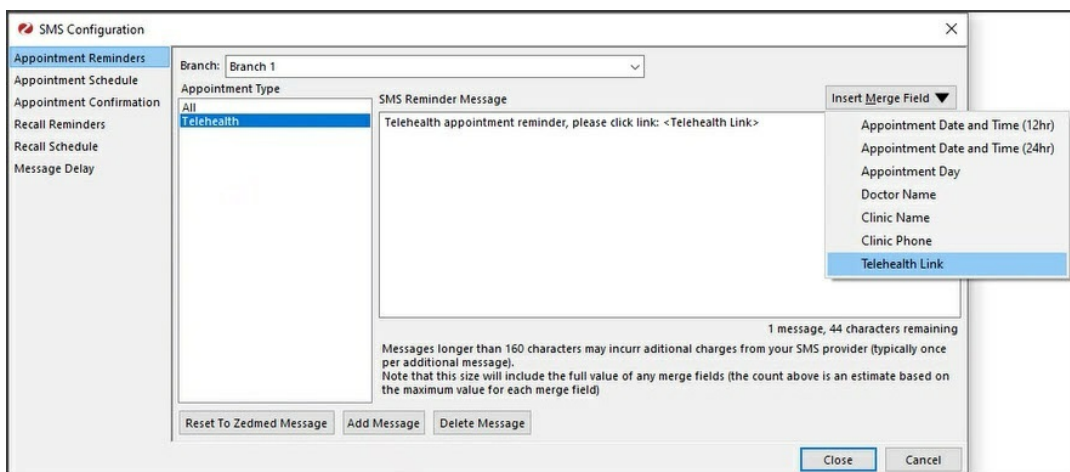 SMS Configuration
Appointment Reminders
Appointment Schedule
Appointment Confirmation
Recall Reminders
Recall Schedule
Message Delay
Branch: Branch 1
Appointment Type
All
Telehealth
SMS Reminder Message
Insert Merge Field ▼
Telehealth appointment reminder, please click link: <Telehealth Link>
Appointment Date and Time (12hr)
Appointment Date and Time (24hr)
Appointment Day
Doctor Name
Clinic Name
Clinic Phone
Telehealth Link
1 message, 44 characters remaining
Messages longer than 160 characters may incurr aditional charges from your SMS provider (typically once
per additional message).
Note that this size will include the full value of any merge fields (the count above is an estimate based on
the maximum value for each merge field)
Reset To Zedmed Message
Add Message
Delete Message
Close
Cancel